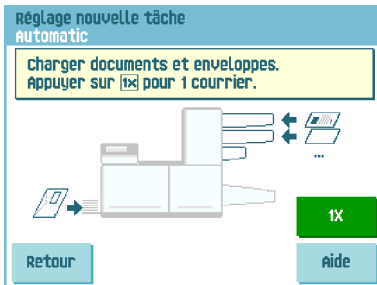 Réglage nouvelle tâche
Automatic
Charger documents et enveloppes.
Appuyer sur 1x pour 1 courrier.
...
1X
Retour
Aide